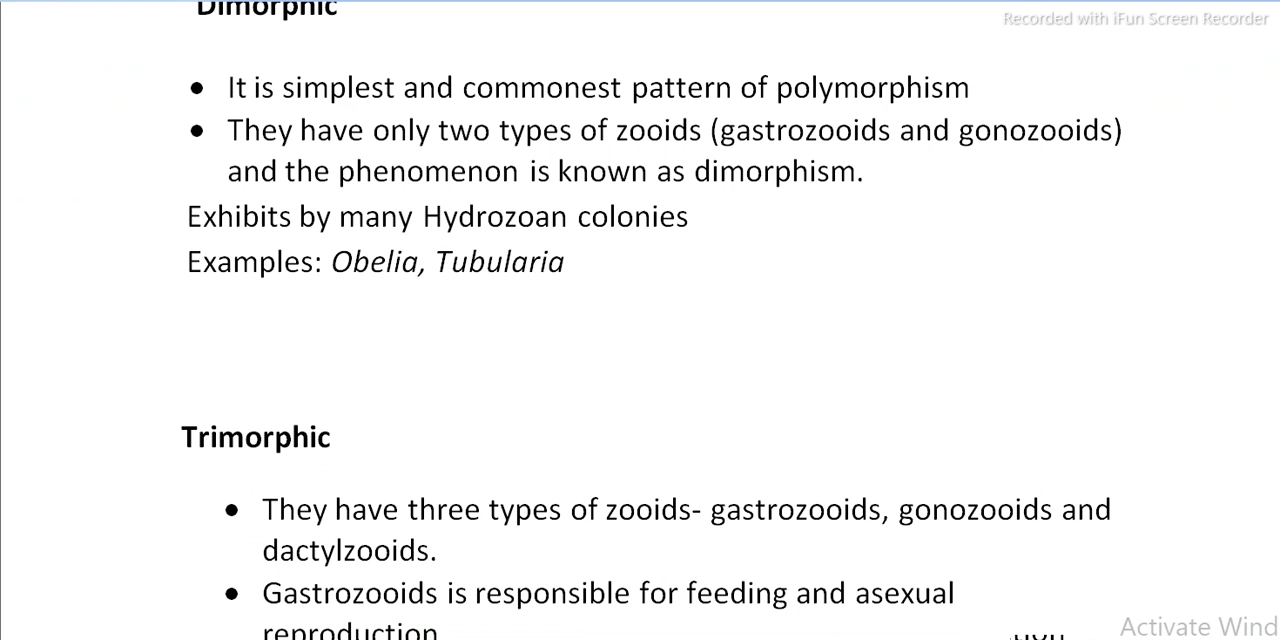 Dimorphic
Recorded with iFun Screen Recorder
• It is simplest and commonest pattern of polymorphism
• They have only two types of zooids (gastrozooids and gonozooids)
and the phenomenon is known as dimorphism.
Exhibits by many Hydrozoan colonies
Examples: Obelia, Tubularia
Trimorphic
• They have three types of zooids- gastrozooids, gonozooids and
dactylzooids.
• Gastrozooids is responsible for feeding and asexual
reproduction
Activate Wind